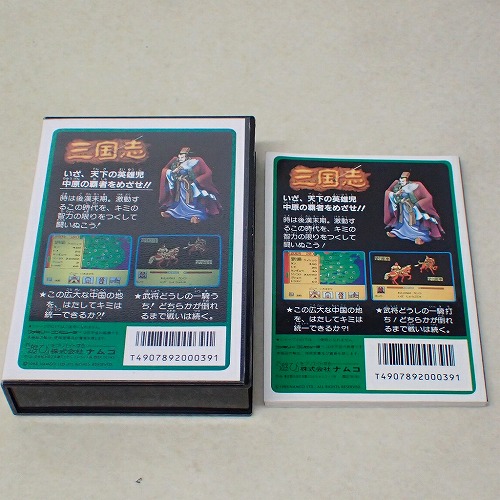 三国志
いざ、天下の英雄児
中原の覇者をめざせ!!
時は後漢末期。激動す
るこの時代を、キミの
智力の限りをつくして
闘いぬこう!
★この広大な中国の地
を、はたしてキミは
統一できるか?!
★武将どうしの一騎う
ち!どちらかが倒れ
るまで戦いは続く。
株式会社ナムコ
T4907892000391
三国志
いざ、天下の英雄児
中原の覇者をめざせ!!
時は後漢末期。激動す
るこの時代を、キミの
智力の限りをつくして
闘いぬこう!
★この広大な中国の地
を、はたしてキミは
統一できるか?!
★武将どうしの一騎打
ち!どちらかが倒れ
るまで戦いは続く。
株式会社ナムコ
T4907892000391